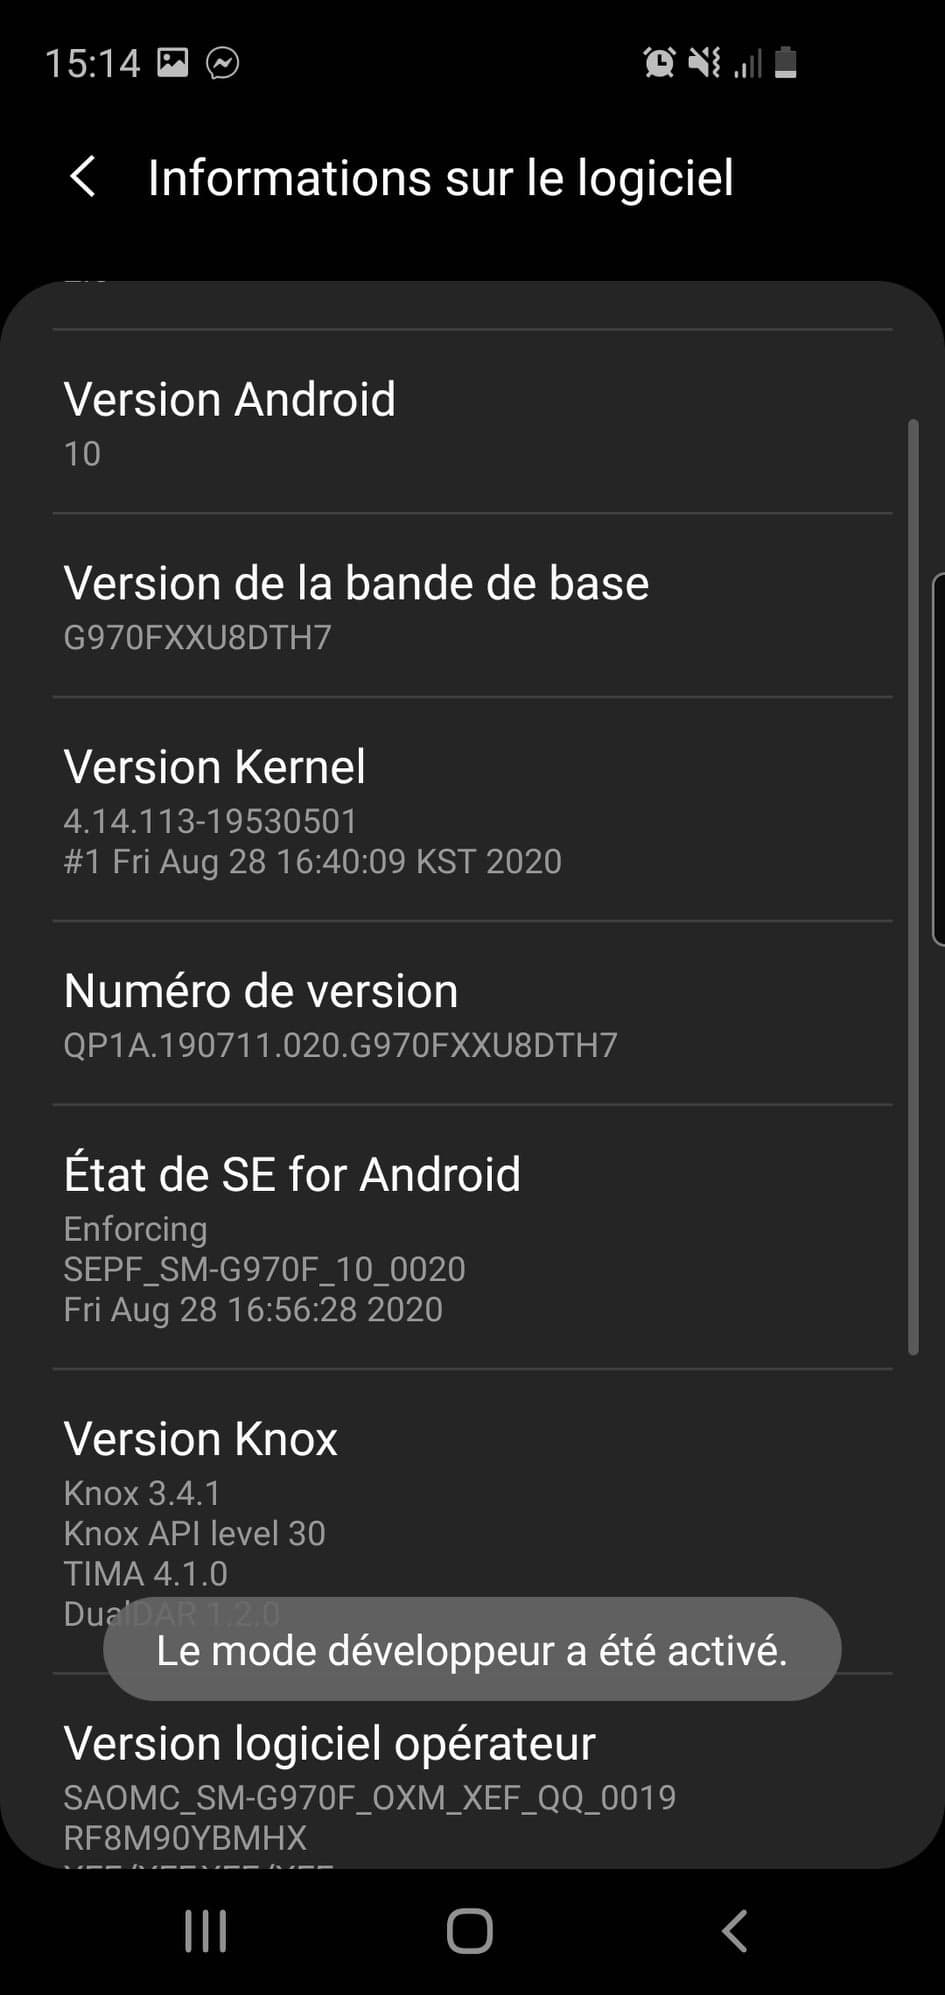 15:14
Informations sur le logiciel
Version Android
10
Version de la bande de base
G970FXXU8DTH7
Version Kernel
4.14.113-19530501
#1 Fri Aug 28 16:40:09 KST 2020
Numéro de version
QP1A.190711.020.G970FXXU8DTH7
État de SE for Android
Enforcing
SEPF_SM-G970F_10_0020
Fri Aug 28 16:56:28 2020
Version Knox
Knox 3.4.1
Knox API level 30
TIMA 4.1.0
DualDAR 1.2.0
Le mode développeur a été activé.
Version logiciel opérateur
SAOMC_SM-G970F_OXM_XEF_QQ_0019
RF8M90YBMHX